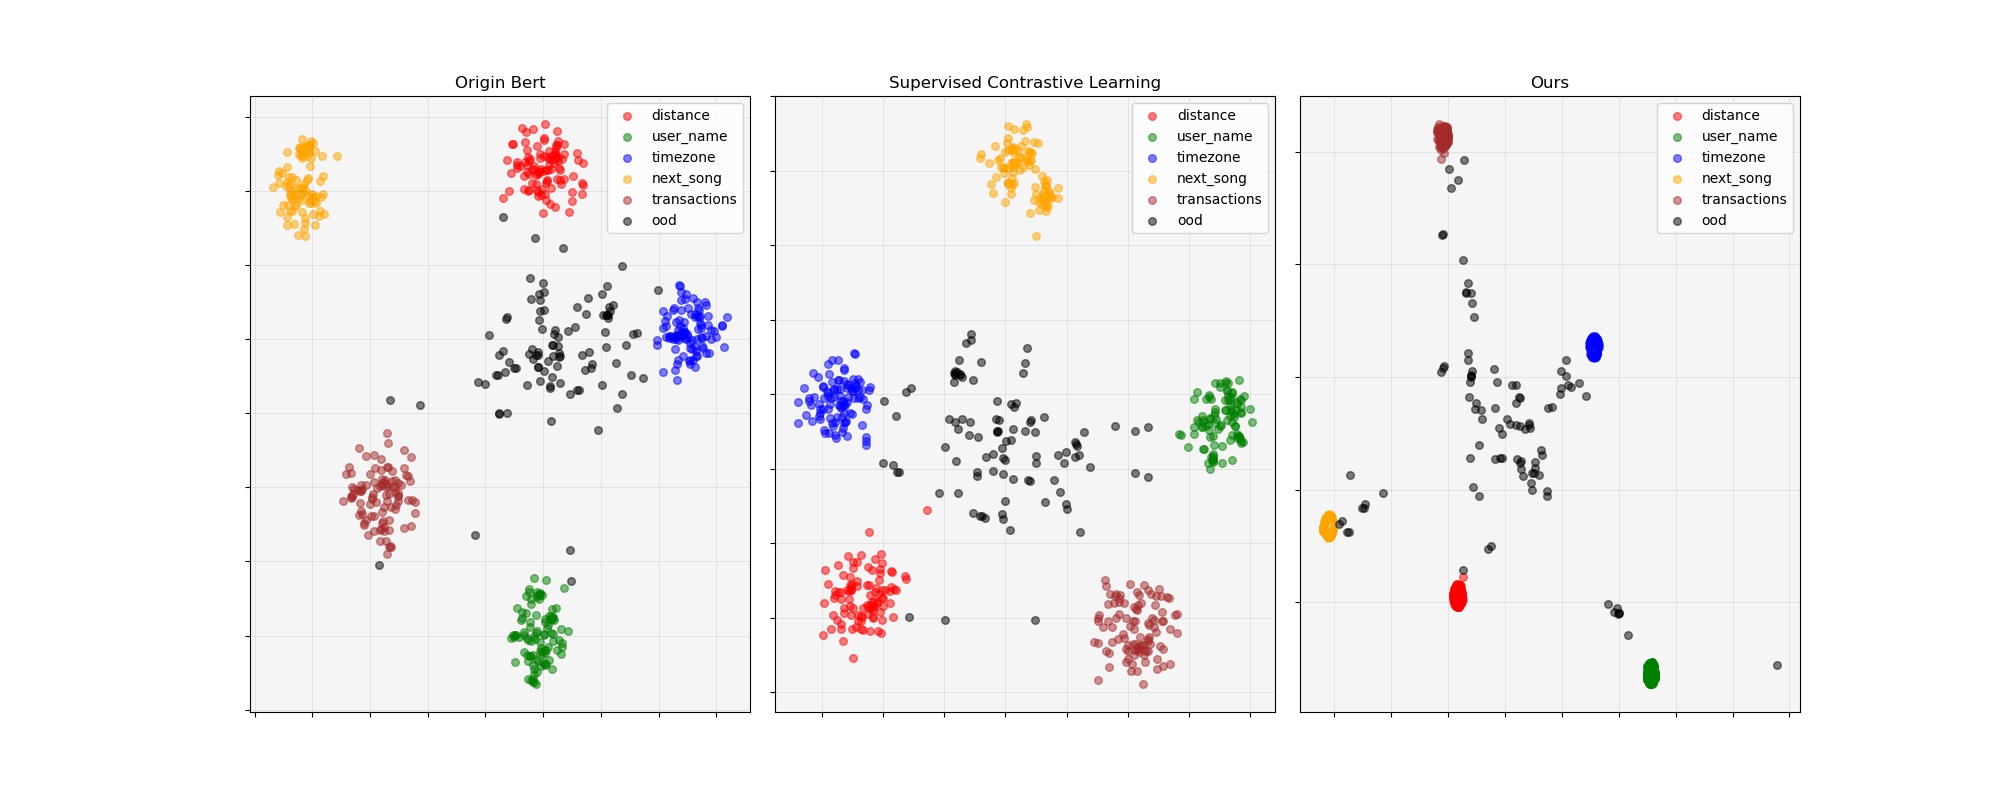 Origin Bert
distance
user_name
timezone
next_song
transactions
ood
Supervised Contrastive Learning
distance
user_name
timezone
next_song
transactions
ood
Ours
distance
user_name
timezone
next_song
transactions
ood